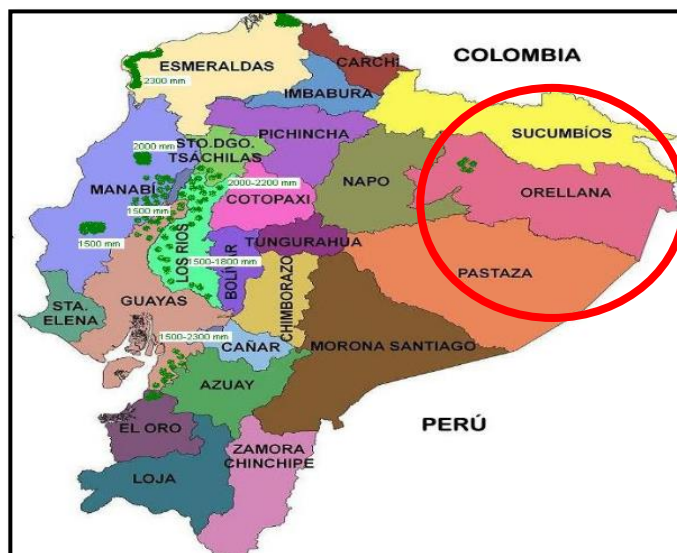 ESMERALDAS
CARCHI
COLOMBIA
2300 mm
IMBABURA
PICHINCHA
SUCUMBÍOS
STO.DGO.
TSÁCHILAS
2000 mm
NAPO
ORELLANA
MANABÍ
2000-2200 mm
COTOPAXI
1500 mm
1500 mm
LOS RIOS
TUNGURAHUA
1500-1800 mm
BOLÍVAR
PASTAZA
STA.
ELENA
GUAYAS
CHIMBORAZO
1500-2300 mm
CAÑAR
MORONA SANTIAGO
AZUAY
PERÚ
EL ORO
ZAMORA
CHINCHIPE
LOJA